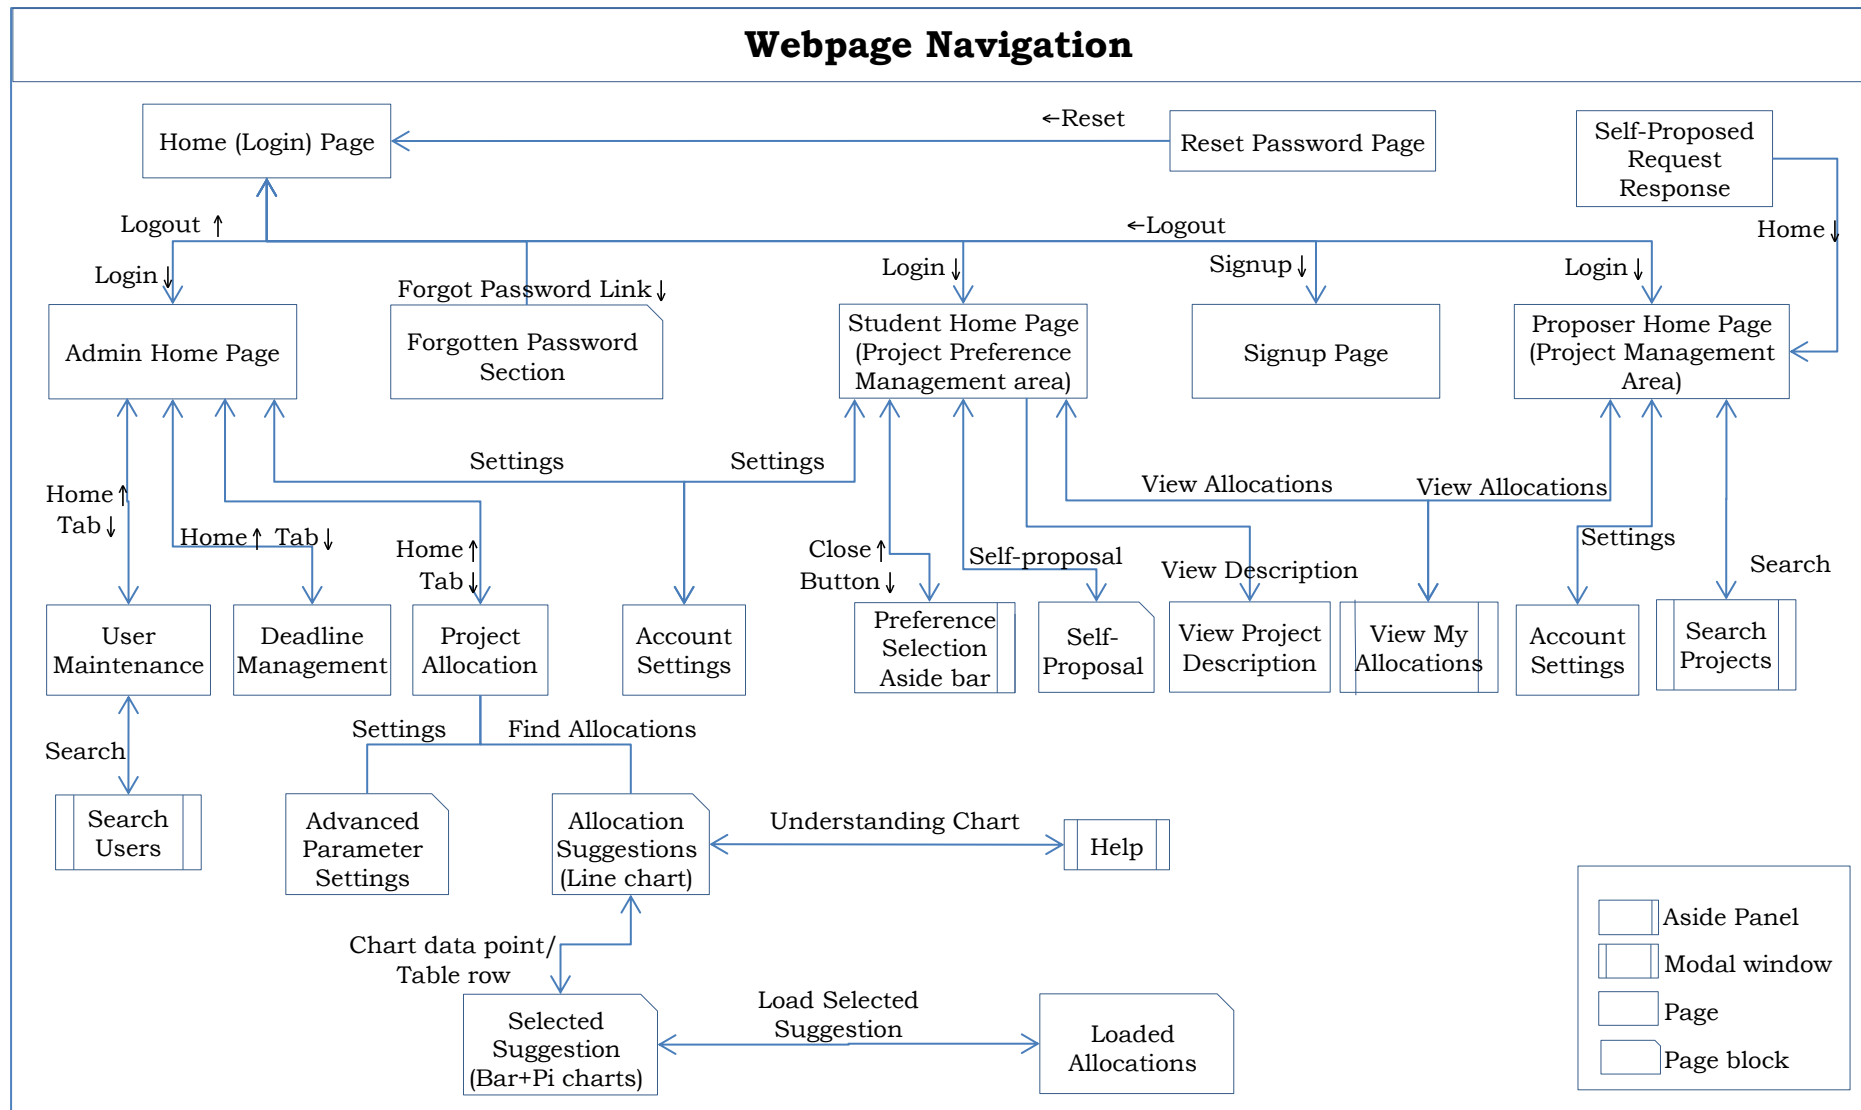 Webpage Navigation
Home (Login) Page
←Reset
Reset Password Page
Self-Proposed
Request
Response
Logout ↑
←Logout
Home↓
Login↓
Forgot Password Link↓
Login↓
Signup↓
Login↓
Admin Home Page
Forgotten Password
Section
Student Home Page
(Project Preference
Management area)
Signup Page
Proposer Home Page
(Project Management
Area)
Settings
Settings
View Allocations
View Allocations
Home↑
Tab↓
Home↑ Tab↓
Home↑
Tab↓
Close↑
Button↓
Self-proposal
View Description
Settings
Search
User
Maintenance
Deadline
Management
Project
Allocation
Account
Settings
Preference
Selection
Aside bar
Self-
Proposal
View Project
Description
View My
Allocations
Account
Settings
Search
Projects
Search
Settings
Find Allocations
Search
Users
Advanced
Parameter
Settings
Allocation
Suggestions
(Line chart)
Understanding Chart
Help
Chart data point/
Table row
Selected
Suggestion
(Bar+Pi charts)
Load Selected
Suggestion
Loaded
Allocations
Aside Panel
Modal window
Page
Page block